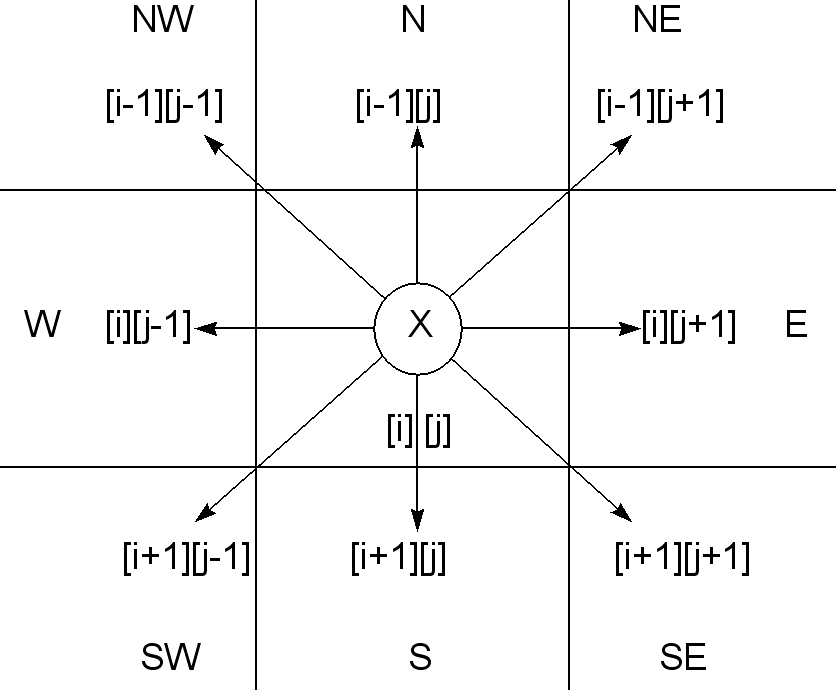 NW N NE
[i-1][j-1] [i-1][j] [i-1][j+1]
W [i][j-1] X [i][j+1] E
[i] [j]
[i+1][j-1] [i+1][j] [i+1][j+1]
SW S SE